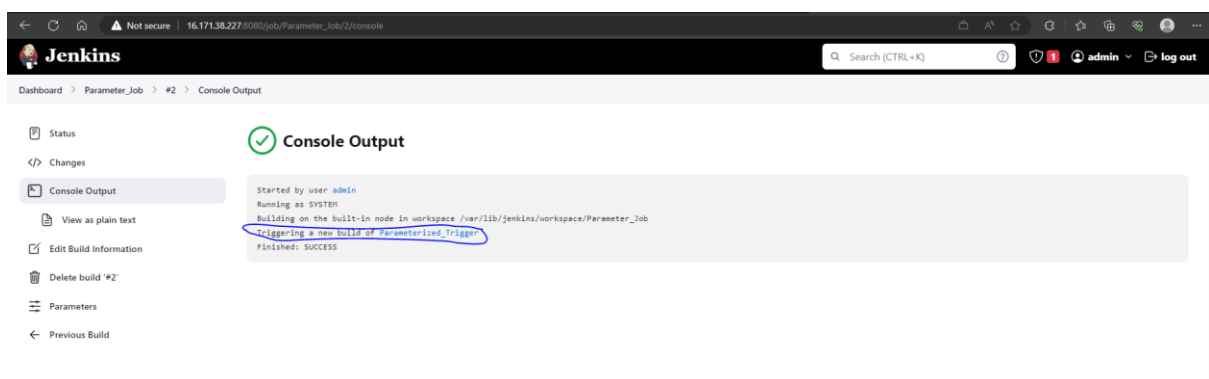 Not secure | 16.171.38.227:8080/job/Parameter_Job/2/console
Jenkins
Search (CTRL+K)
1
admin
log out
Dashboard > Parameter_Job > #2 > Console Output
Status
Changes
Console Output
View as plain text
Edit Build Information
Delete build '#2'
Parameters
Previous Build
Console Output
Started by user admin
Running as SYSTEM
Building on the built-in node in workspace /var/lib/jenkins/workspace/Parameter_Job
Triggering a new build of Parameterized_Trigger
Finished: SUCCESS